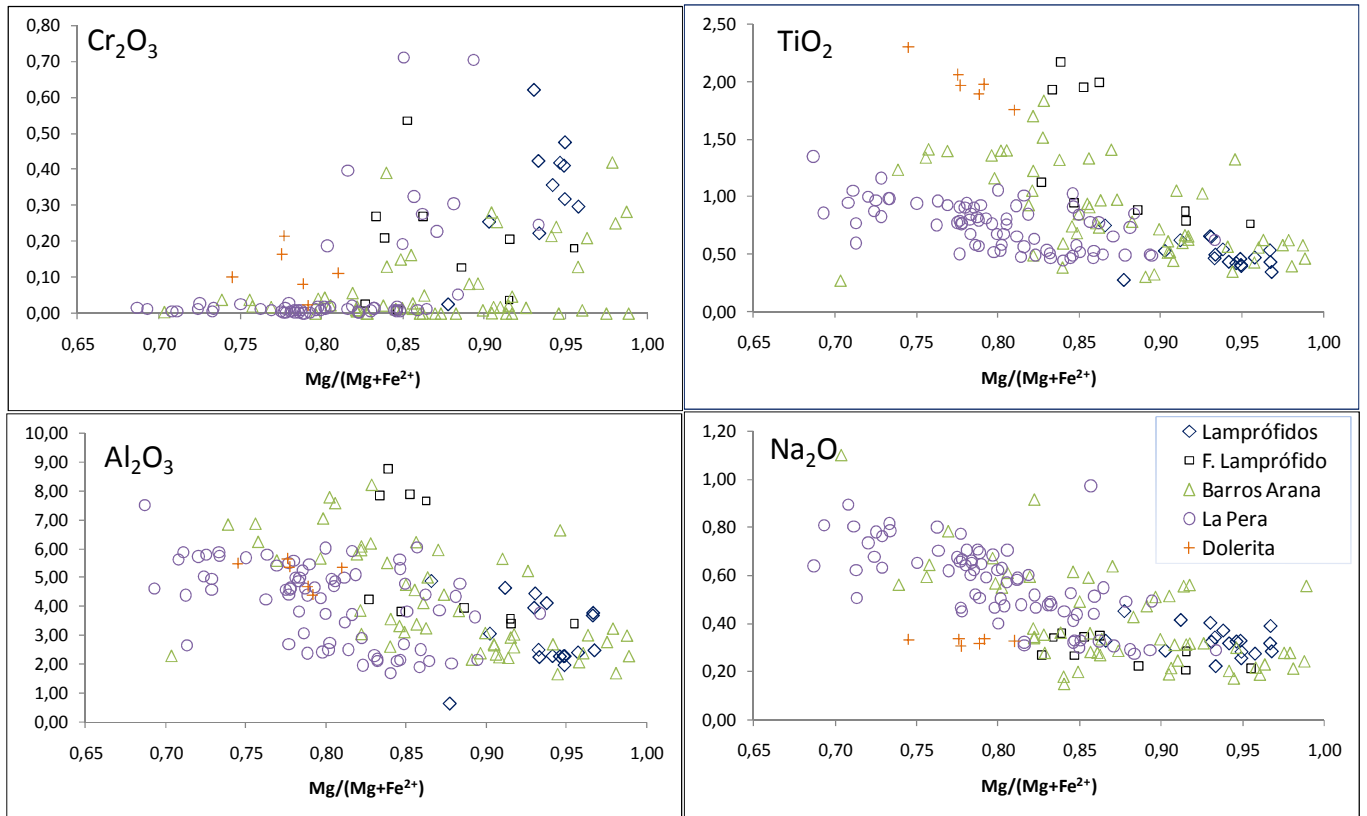 Cr₂O₃
0,80
0,70
0,60
0,50
0,40
0,30
0,20
0,10
0,00
0,65 0,70 0,75 0,80 0,85 0,90 0,95 1,00
Mg/(Mg+Fe²⁺)
TiO₂
2,50
2,00
1,50
1,00
0,50
0,00
0,65 0,70 0,75 0,80 0,85 0,90 0,95 1,00
Mg/(Mg+Fe²⁺)
Al₂O₃
10,00
9,00
8,00
7,00
6,00
5,00
4,00
3,00
2,00
1,00
0,00
0,65 0,70 0,75 0,80 0,85 0,90 0,95 1,00
Mg/(Mg+Fe²⁺)
Na₂O
1,20
1,00
0,80
0,60
0,40
0,20
0,00
0,65 0,70 0,75 0,80 0,85 0,90 0,95 1,00
Mg/(Mg+Fe²⁺)
Lamprófidos
F. Lamprófido
Barros Arana
La Pera
Dolerita